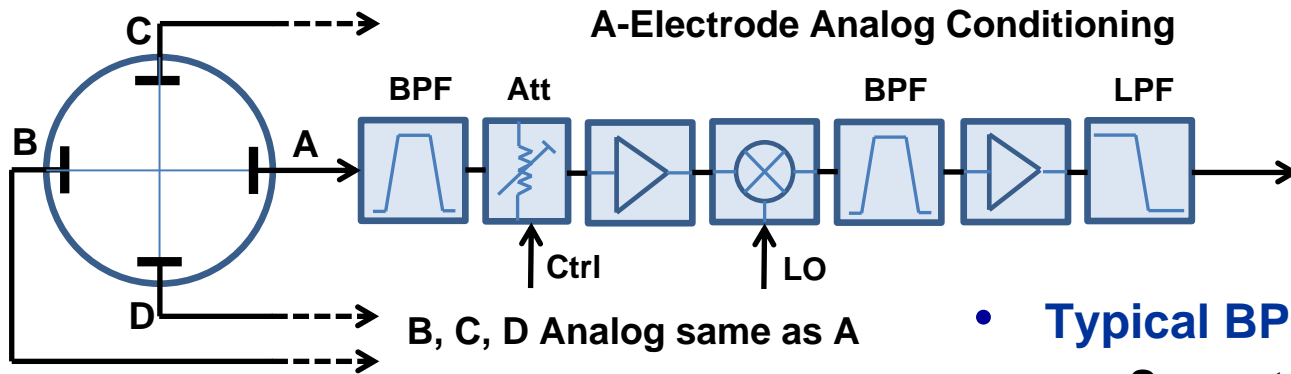 C
A-Electrode Analog Conditioning
BPF Att BPF LPF
B
A
Ctrl LO
D
B, C, D Analog same as A
• Typical BP